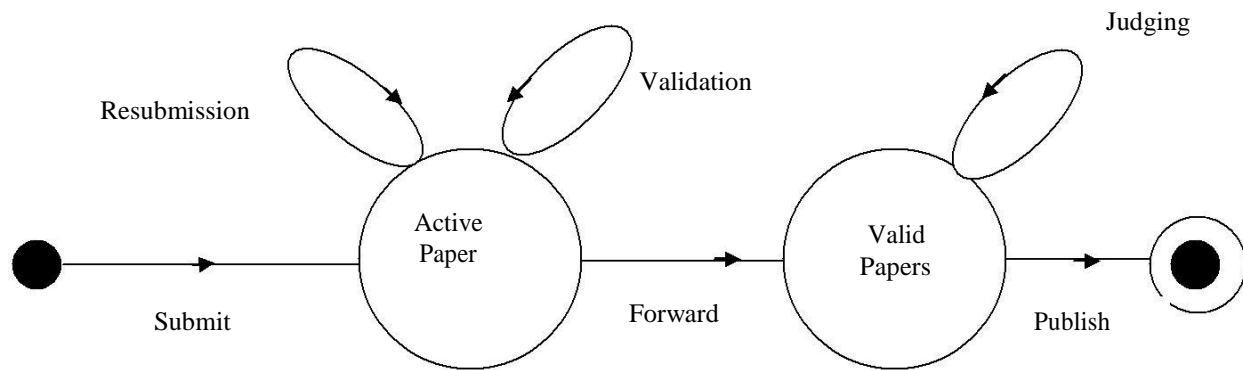 Judging
Resubmission
Validation
Active
Paper
Valid
Papers
Submit
Forward
Publish